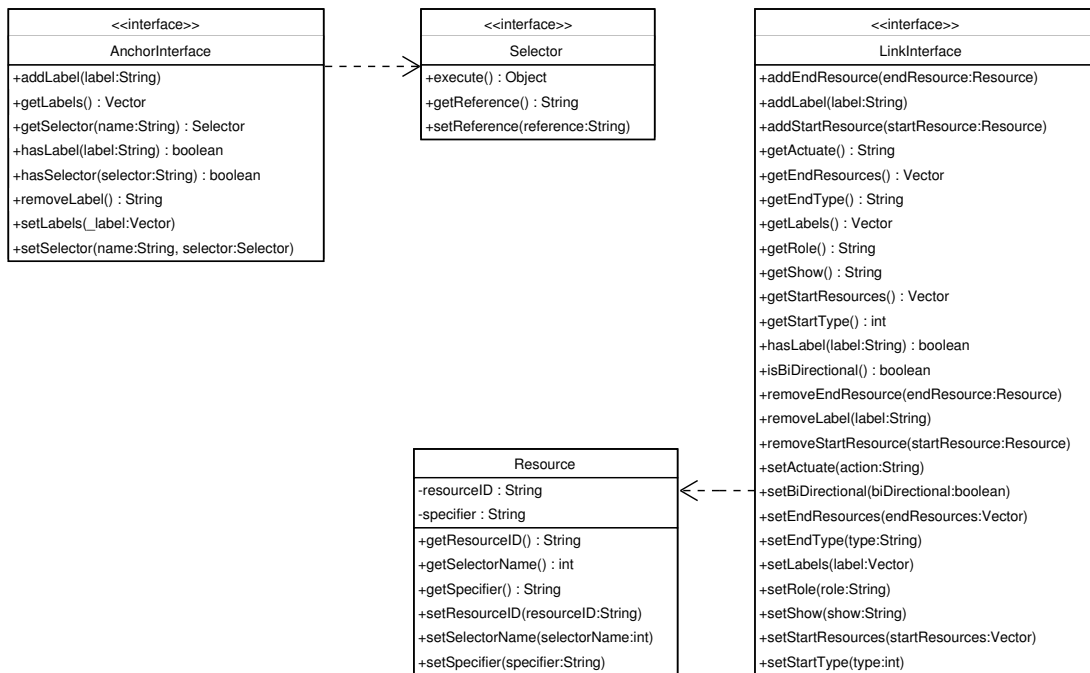 <<interface>>
AnchorInterface
+addLabel(label:String)
+getLabels() : Vector
+getSelector(name:String) : Selector
+hasLabel(label:String) : boolean
+hasSelector(selector:String) : boolean
+removeLabel() : String
+setLabels(_label:Vector)
+setSelector(name:String, selector:Selector)
<<interface>>
Selector
+execute() : Object
+getReference() : String
+setReference(reference:String)
<<interface>>
LinkInterface
+addEndResource(endResource:Resource)
+addLabel(label:String)
+addStartResource(startResource:Resource)
+getActuate() : String
+getEndResources() : Vector
+getEndType() : String
+getLabels() : Vector
+getRole() : String
+getShow() : String
+getStartResources() : Vector
+getStartType() : int
+hasLabel(label:String) : boolean
+isBiDirectional() : boolean
+removeEndResource(endResource:Resource)
+removeLabel(label:String)
+removeStartResource(startResource:Resource)
+setActuate(action:String)
+setBiDirectional(biDirectional:boolean)
+setEndResources(endResources:Vector)
+setEndType(type:String)
+setLabels(label:Vector)
+setRole(role:String)
+setShow(show:String)
+setStartResources(startResources:Vector)
+setStartType(type:int)
Resource
-resourceID : String
-specifier : String
+getResourceID() : String
+getSelectorName() : int
+getSpecifier() : String
+setResourceID(resourceID:String)
+setSelectorName(selectorName:int)
+setSpecifier(specifier:String)